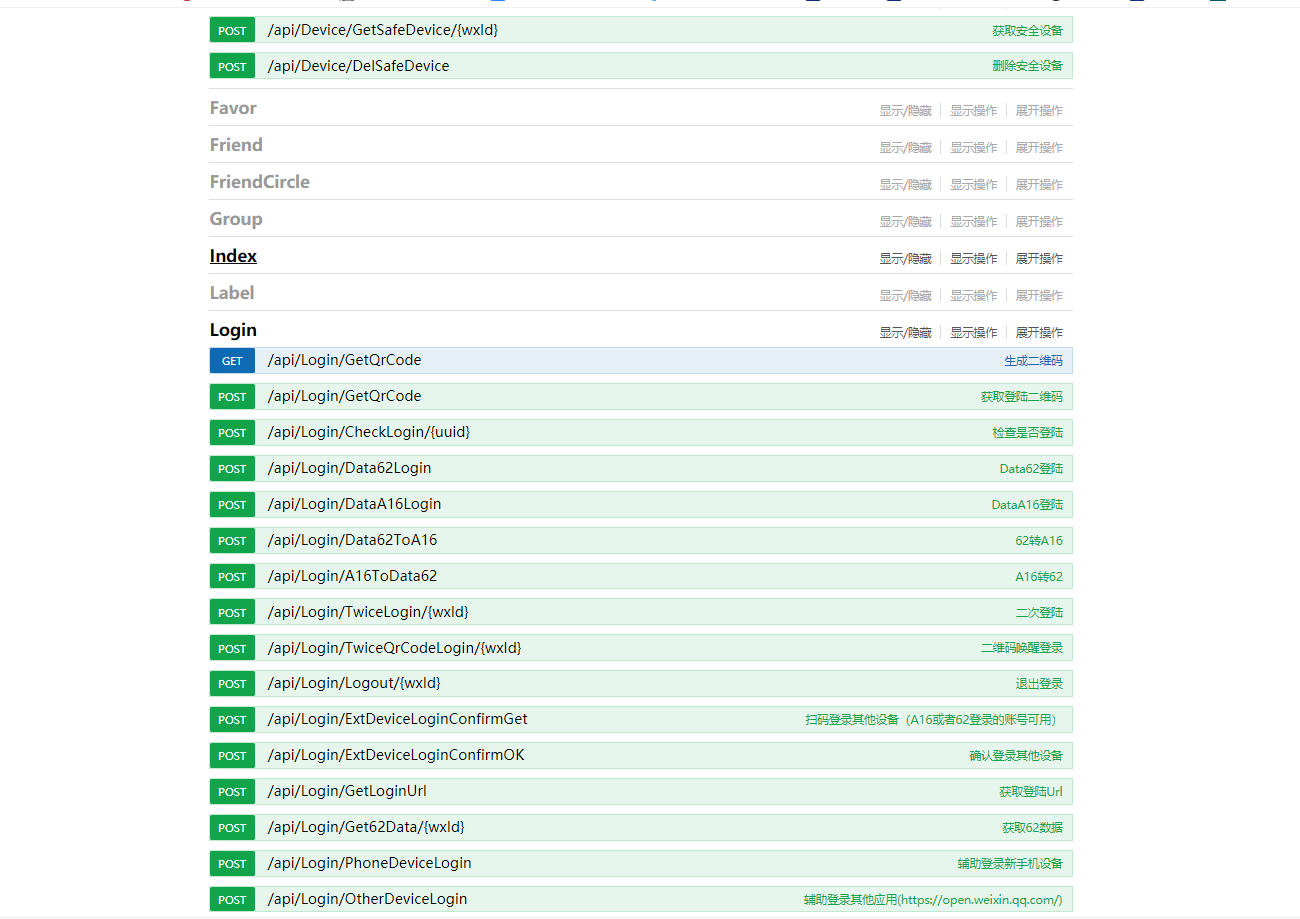 POST /api/Device/GetSafeDevice/{wxId} 获取安全设备
POST /api/Device/DelSafeDevice 删除安全设备
Favor 显示/隐藏 显示操作 展开操作
Friend 显示/隐藏 显示操作 展开操作
FriendCircle 显示/隐藏 显示操作 展开操作
Group 显示/隐藏 显示操作 展开操作
Index 显示/隐藏 显示操作 展开操作
Label 显示/隐藏 显示操作 展开操作
Login 显示/隐藏 显示操作 展开操作
GET /api/Login/GetQrCode 生成二维码
POST /api/Login/GetQrCode 获取登陆二维码
POST /api/Login/CheckLogin/{uuid} 检查是否登陆
POST /api/Login/Data62Login Data62登陆
POST /api/Login/DataA16Login DataA16登陆
POST /api/Login/Data62ToA16 62转A16
POST /api/Login/A16ToData62 A16转62
POST /api/Login/TwiceLogin/{wxId} 二次登陆
POST /api/Login/TwiceQrCodeLogin/{wxId} 二维码唤醒登录
POST /api/Login/Logout/{wxId} 退出登录
POST /api/Login/ExtDeviceLoginConfirmGet 扫码登录其他设备（A16或者62登录的账号可用）
POST /api/Login/ExtDeviceLoginConfirmOK 确认登录其他设备
POST /api/Login/GetLoginUrl 获取登陆Url
POST /api/Login/Get62Data/{wxId} 获取62数据
POST /api/Login/PhoneDeviceLogin 辅助登录新手机设备
POST /api/Login/OtherDeviceLogin 辅助登录其他应用(https://open.weixin.qq.com/)